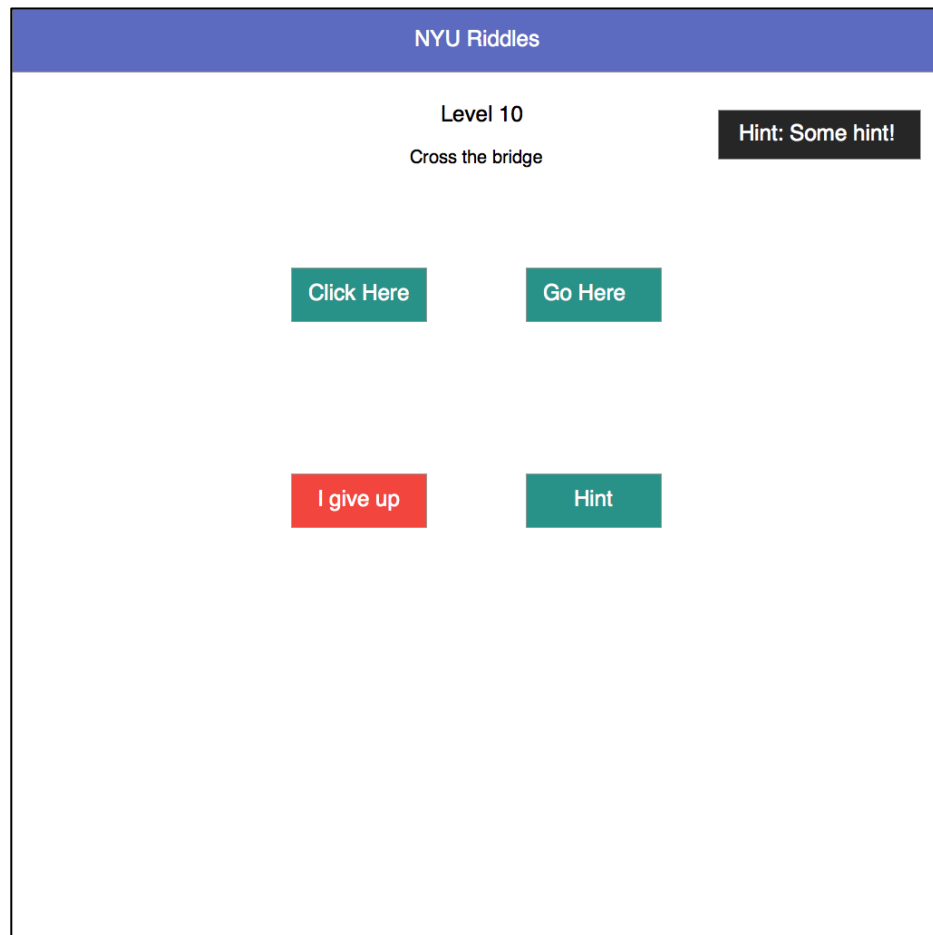 NYU Riddles
Level 10
Hint: Some hint!
Cross the bridge
Click Here
Go Here
I give up
Hint